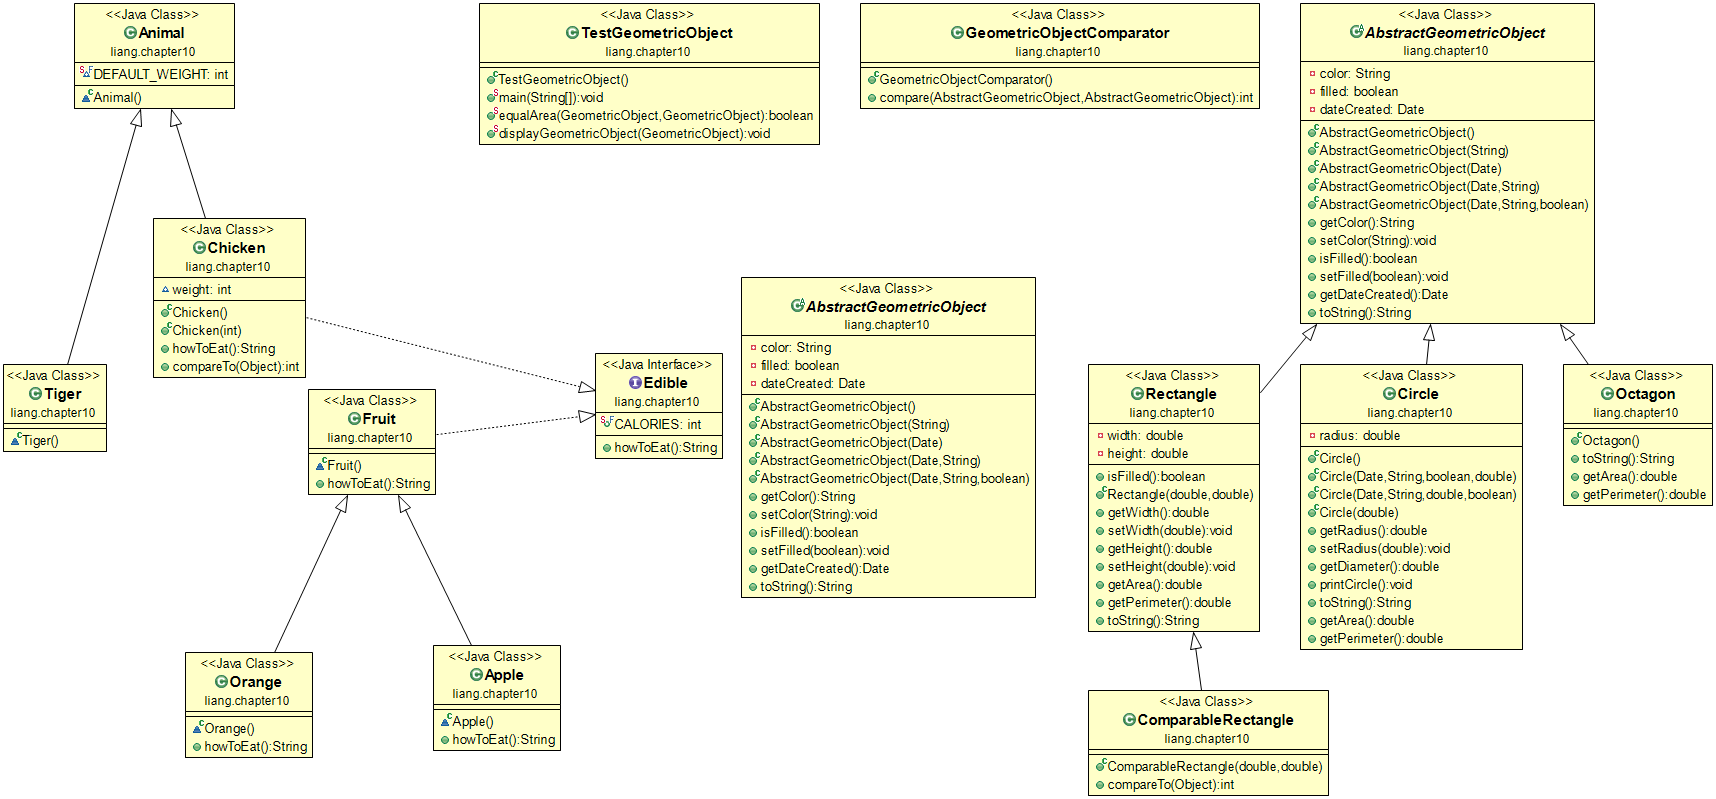 <<Java Class>>
Animal
liang.chapter10
DEFAULT_WEIGHT: int
Animal()
<<Java Class>>
TestGeometricObject
liang.chapter10
TestGeometricObject()
main(String[]):void
equalArea(GeometricObject,GeometricObject):boolean
displayGeometricObject(GeometricObject):void
<<Java Class>>
GeometricObjectComparator
liang.chapter10
GeometricObjectComparator()
compare(AbstractGeometricObject,AbstractGeometricObject):int
<<Java Class>>
AbstractGeometricObject
liang.chapter10
color: String
filled: boolean
dateCreated: Date
AbstractGeometricObject()
AbstractGeometricObject(String)
AbstractGeometricObject(Date)
AbstractGeometricObject(Date,String)
AbstractGeometricObject(Date,String,boolean)
getColor():String
setColor(String):void
isFilled():boolean
setFilled(boolean):void
getDateCreated():Date
toString():String
<<Java Class>>
Chicken
liang.chapter10
weight: int
Chicken()
Chicken(int)
howToEat():String
compareTo(Object):int
<<Java Class>>
Tiger
liang.chapter10
Tiger()
<<Java Class>>
Fruit
liang.chapter10
Fruit()
howToEat():String
<<Java Interface>>
Edible
liang.chapter10
CALORIES: int
howToEat():String
<<Java Class>>
AbstractGeometricObject
liang.chapter10
color: String
filled: boolean
dateCreated: Date
AbstractGeometricObject()
AbstractGeometricObject(String)
AbstractGeometricObject(Date)
AbstractGeometricObject(Date,String)
AbstractGeometricObject(Date,String,boolean)
getColor():String
setColor(String):void
isFilled():boolean
setFilled(boolean):void
getDateCreated():Date
toString():String
<<Java Class>>
Rectangle
liang.chapter10
width: double
height: double
isFilled():boolean
Rectangle(double,double)
getWidth():double
setWidth(double):void
getHeight():double
setHeight(double):void
getArea():double
getPerimeter():double
toString():String
<<Java Class>>
Circle
liang.chapter10
radius: double
Circle()
Circle(Date,String,boolean,double)
Circle(Date,String,double,boolean)
Circle(double)
getRadius():double
setRadius(double):void
getDiameter():double
printCircle():void
toString():String
getArea():double
getPerimeter():double
<<Java Class>>
Octagon
liang.chapter10
Octagon()
toString():String
getArea():double
getPerimeter():double
<<Java Class>>
Orange
liang.chapter10
Orange()
howToEat():String
<<Java Class>>
Apple
liang.chapter10
Apple()
howToEat():String
<<Java Class>>
ComparableRectangle
liang.chapter10
ComparableRectangle(double,double)
compareTo(Object):int